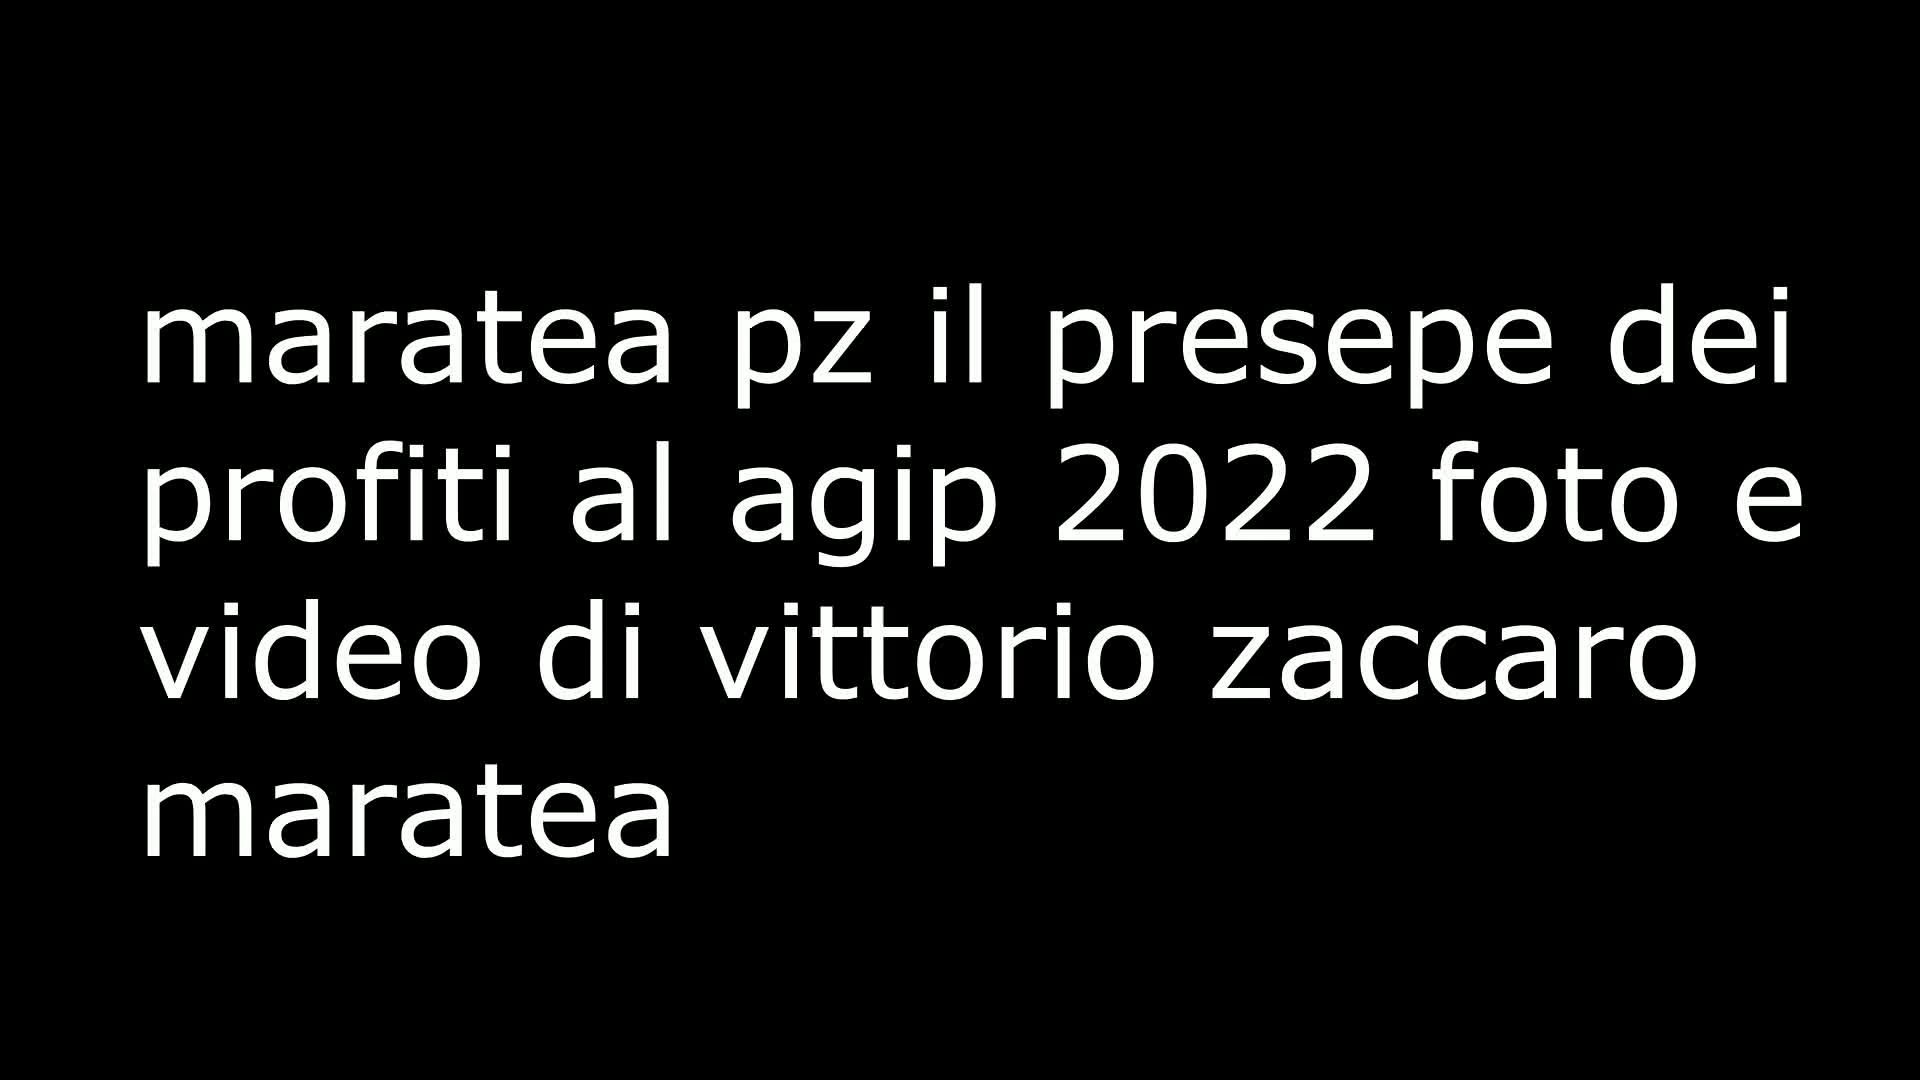 maratea pz il presepe dei
profiti al agip 2022 foto e
video di vittorio zaccaro
maratea